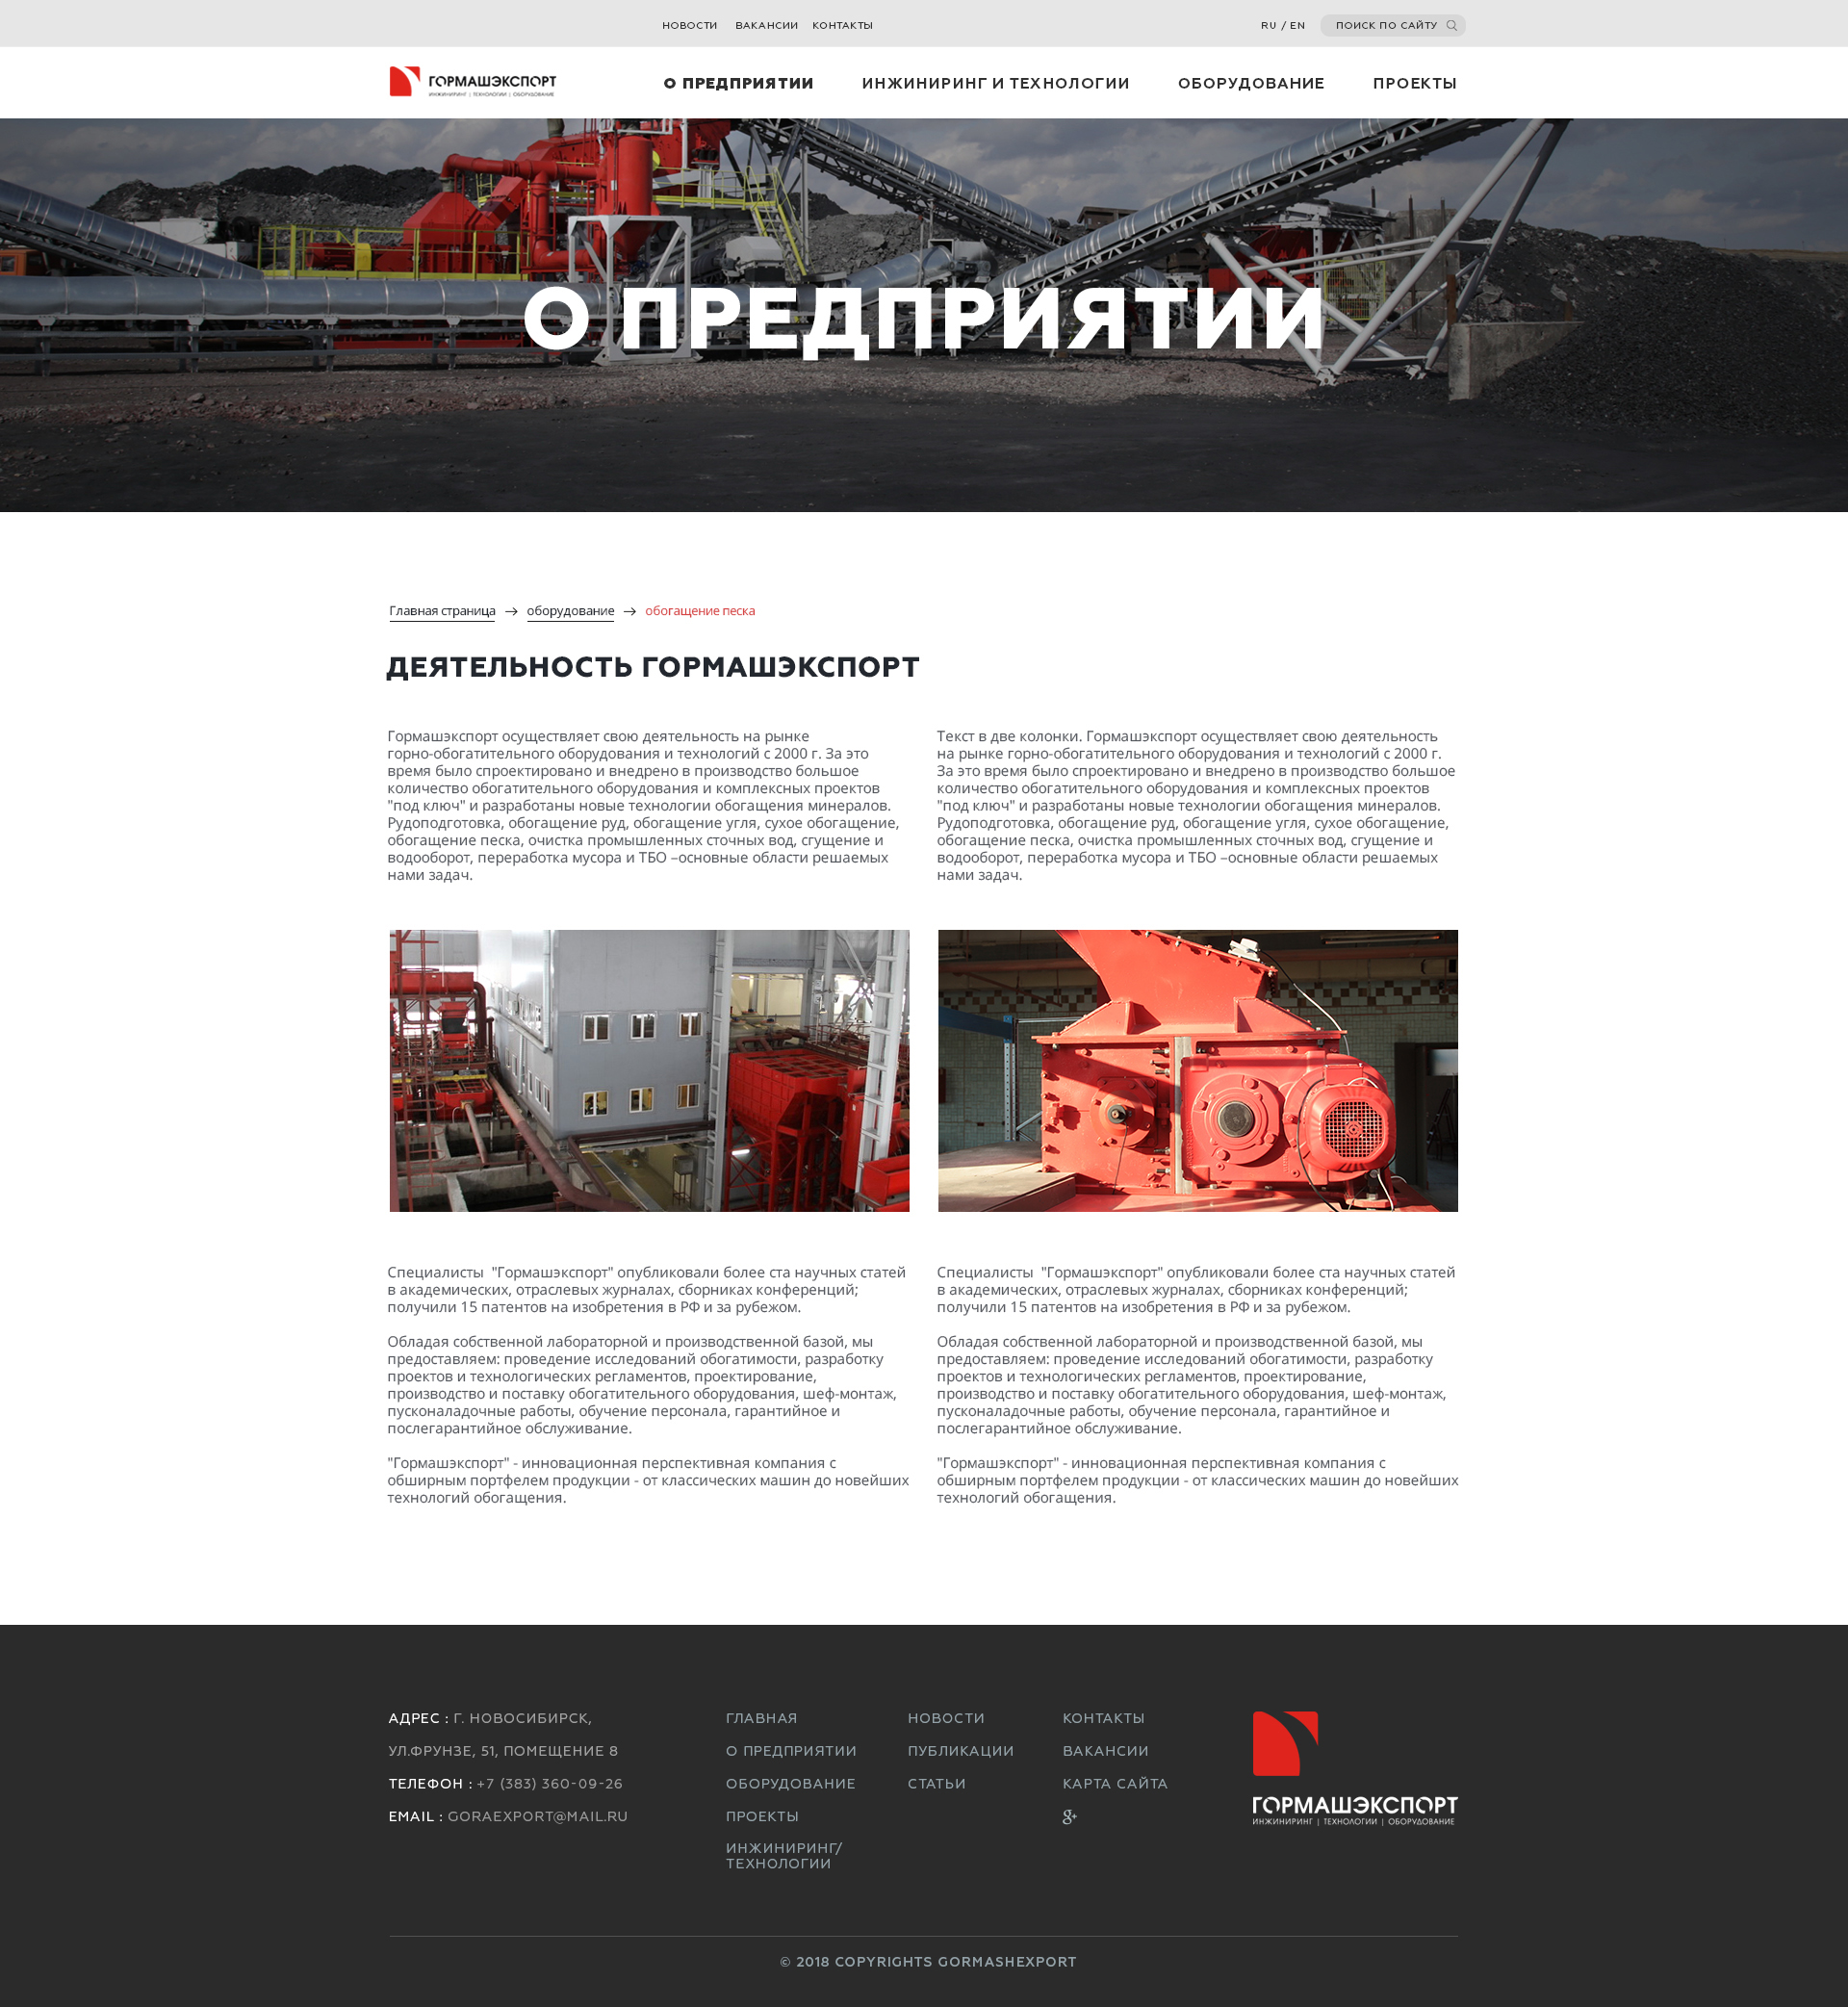 НОВОСТИ ВАКАНСИИ КОНТАКТЫ RU / EN ПОИСК ПО САЙТУ
ГОРМАШЭКСПОРТ
ИНЖИНИРИНГ | ТЕХНОЛОГИИ | ОБОРУДОВАНИЕ
О ПРЕДПРИЯТИИ ИНЖИНИРИНГ И ТЕХНОЛОГИИ ОБОРУДОВАНИЕ ПРОЕКТЫ
О ПРЕДПРИЯТИИ
Главная страница → оборудование → обогащение песка
ДЕЯТЕЛЬНОСТЬ ГОРМАШЭКСПОРТ
Гормашэкспорт осуществляет свою деятельность на рынке
горно-обогатительного оборудования и технологий с 2000 г. За это
время было спроектировано и внедрено в производство большое
количество обогатительного оборудования и комплексных проектов
"под ключ" и разработаны новые технологии обогащения минералов.
Рудоподготовка, обогащение руд, обогащение угля, сухое обогащение,
обогащение песка, очистка промышленных сточных вод, сгущение и
водооборот, переработка мусора и ТБО –основные области решаемых
нами задач.
Текст в две колонки. Гормашэкспорт осуществляет свою деятельность
на рынке горно-обогатительного оборудования и технологий с 2000 г.
За это время было спроектировано и внедрено в производство большое
количество обогатительного оборудования и комплексных проектов
"под ключ" и разработаны новые технологии обогащения минералов.
Рудоподготовка, обогащение руд, обогащение угля, сухое обогащение,
обогащение песка, очистка промышленных сточных вод, сгущение и
водооборот, переработка мусора и ТБО –основные области решаемых
нами задач.
Специалисты  "Гормашэкспорт" опубликовали более ста научных статей
в академических, отраслевых журналах, сборниках конференций;
получили 15 патентов на изобретения в РФ и за рубежом.
Обладая собственной лабораторной и производственной базой, мы
предоставляем: проведение исследований обогатимости, разработку
проектов и технологических регламентов, проектирование,
производство и поставку обогатительного оборудования, шеф-монтаж,
пусконаладочные работы, обучение персонала, гарантийное и
послегарантийное обслуживание.
"Гормашэкспорт" - инновационная перспективная компания с
обширным портфелем продукции - от классических машин до новейших
технологий обогащения.
Специалисты  "Гормашэкспорт" опубликовали более ста научных статей
в академических, отраслевых журналах, сборниках конференций;
получили 15 патентов на изобретения в РФ и за рубежом.
Обладая собственной лабораторной и производственной базой, мы
предоставляем: проведение исследований обогатимости, разработку
проектов и технологических регламентов, проектирование,
производство и поставку обогатительного оборудования, шеф-монтаж,
пусконаладочные работы, обучение персонала, гарантийное и
послегарантийное обслуживание.
"Гормашэкспорт" - инновационная перспективная компания с
обширным портфелем продукции - от классических машин до новейших
технологий обогащения.
АДРЕС : Г. НОВОСИБИРСК,
УЛ.ФРУНЗЕ, 51, ПОМЕЩЕНИЕ 8
ТЕЛЕФОН : +7 (383) 360-09-26
EMAIL : GORAEXPORT@MAIL.RU
ГЛАВНАЯ
О ПРЕДПРИЯТИИ
ОБОРУДОВАНИЕ
ПРОЕКТЫ
ИНЖИНИРИНГ/
ТЕХНОЛОГИИ
НОВОСТИ
ПУБЛИКАЦИИ
СТАТЬИ
КОНТАКТЫ
ВАКАНСИИ
КАРТА САЙТА
g+
ГОРМАШЭКСПОРТ
ИНЖИНИРИНГ | ТЕХНОЛОГИИ | ОБОРУДОВАНИЕ
© 2018 COPYRIGHTS GORMASHEXPORT